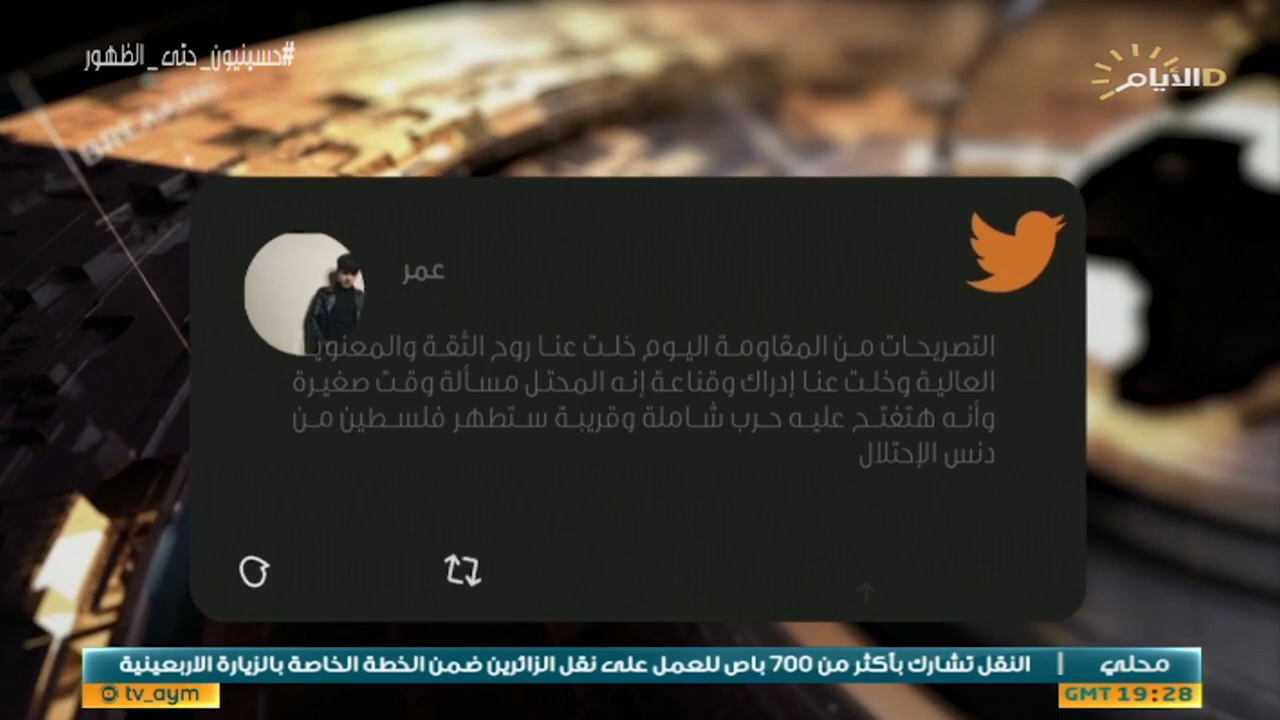 #حسينيون_حتى_الظهور
الأيام
عمر
التصريحات من المقاومة اليوم خلت عنا روح الثقة والمعنوي
العالية وخلت عنا إدراك وقناعة إنه المحتل مسألة وقت صغيرة
وأنه هتفتح عليه حرب شاملة وقريبة ستطهر فلسطين من
دنس الإحتلال
محلي | النقل تشارك بأكثر من 700 باص للعمل على نقل الزائرين ضمن الخطة الخاصة بالزيارة الاربعينية
tv_aym
GMT 19:28